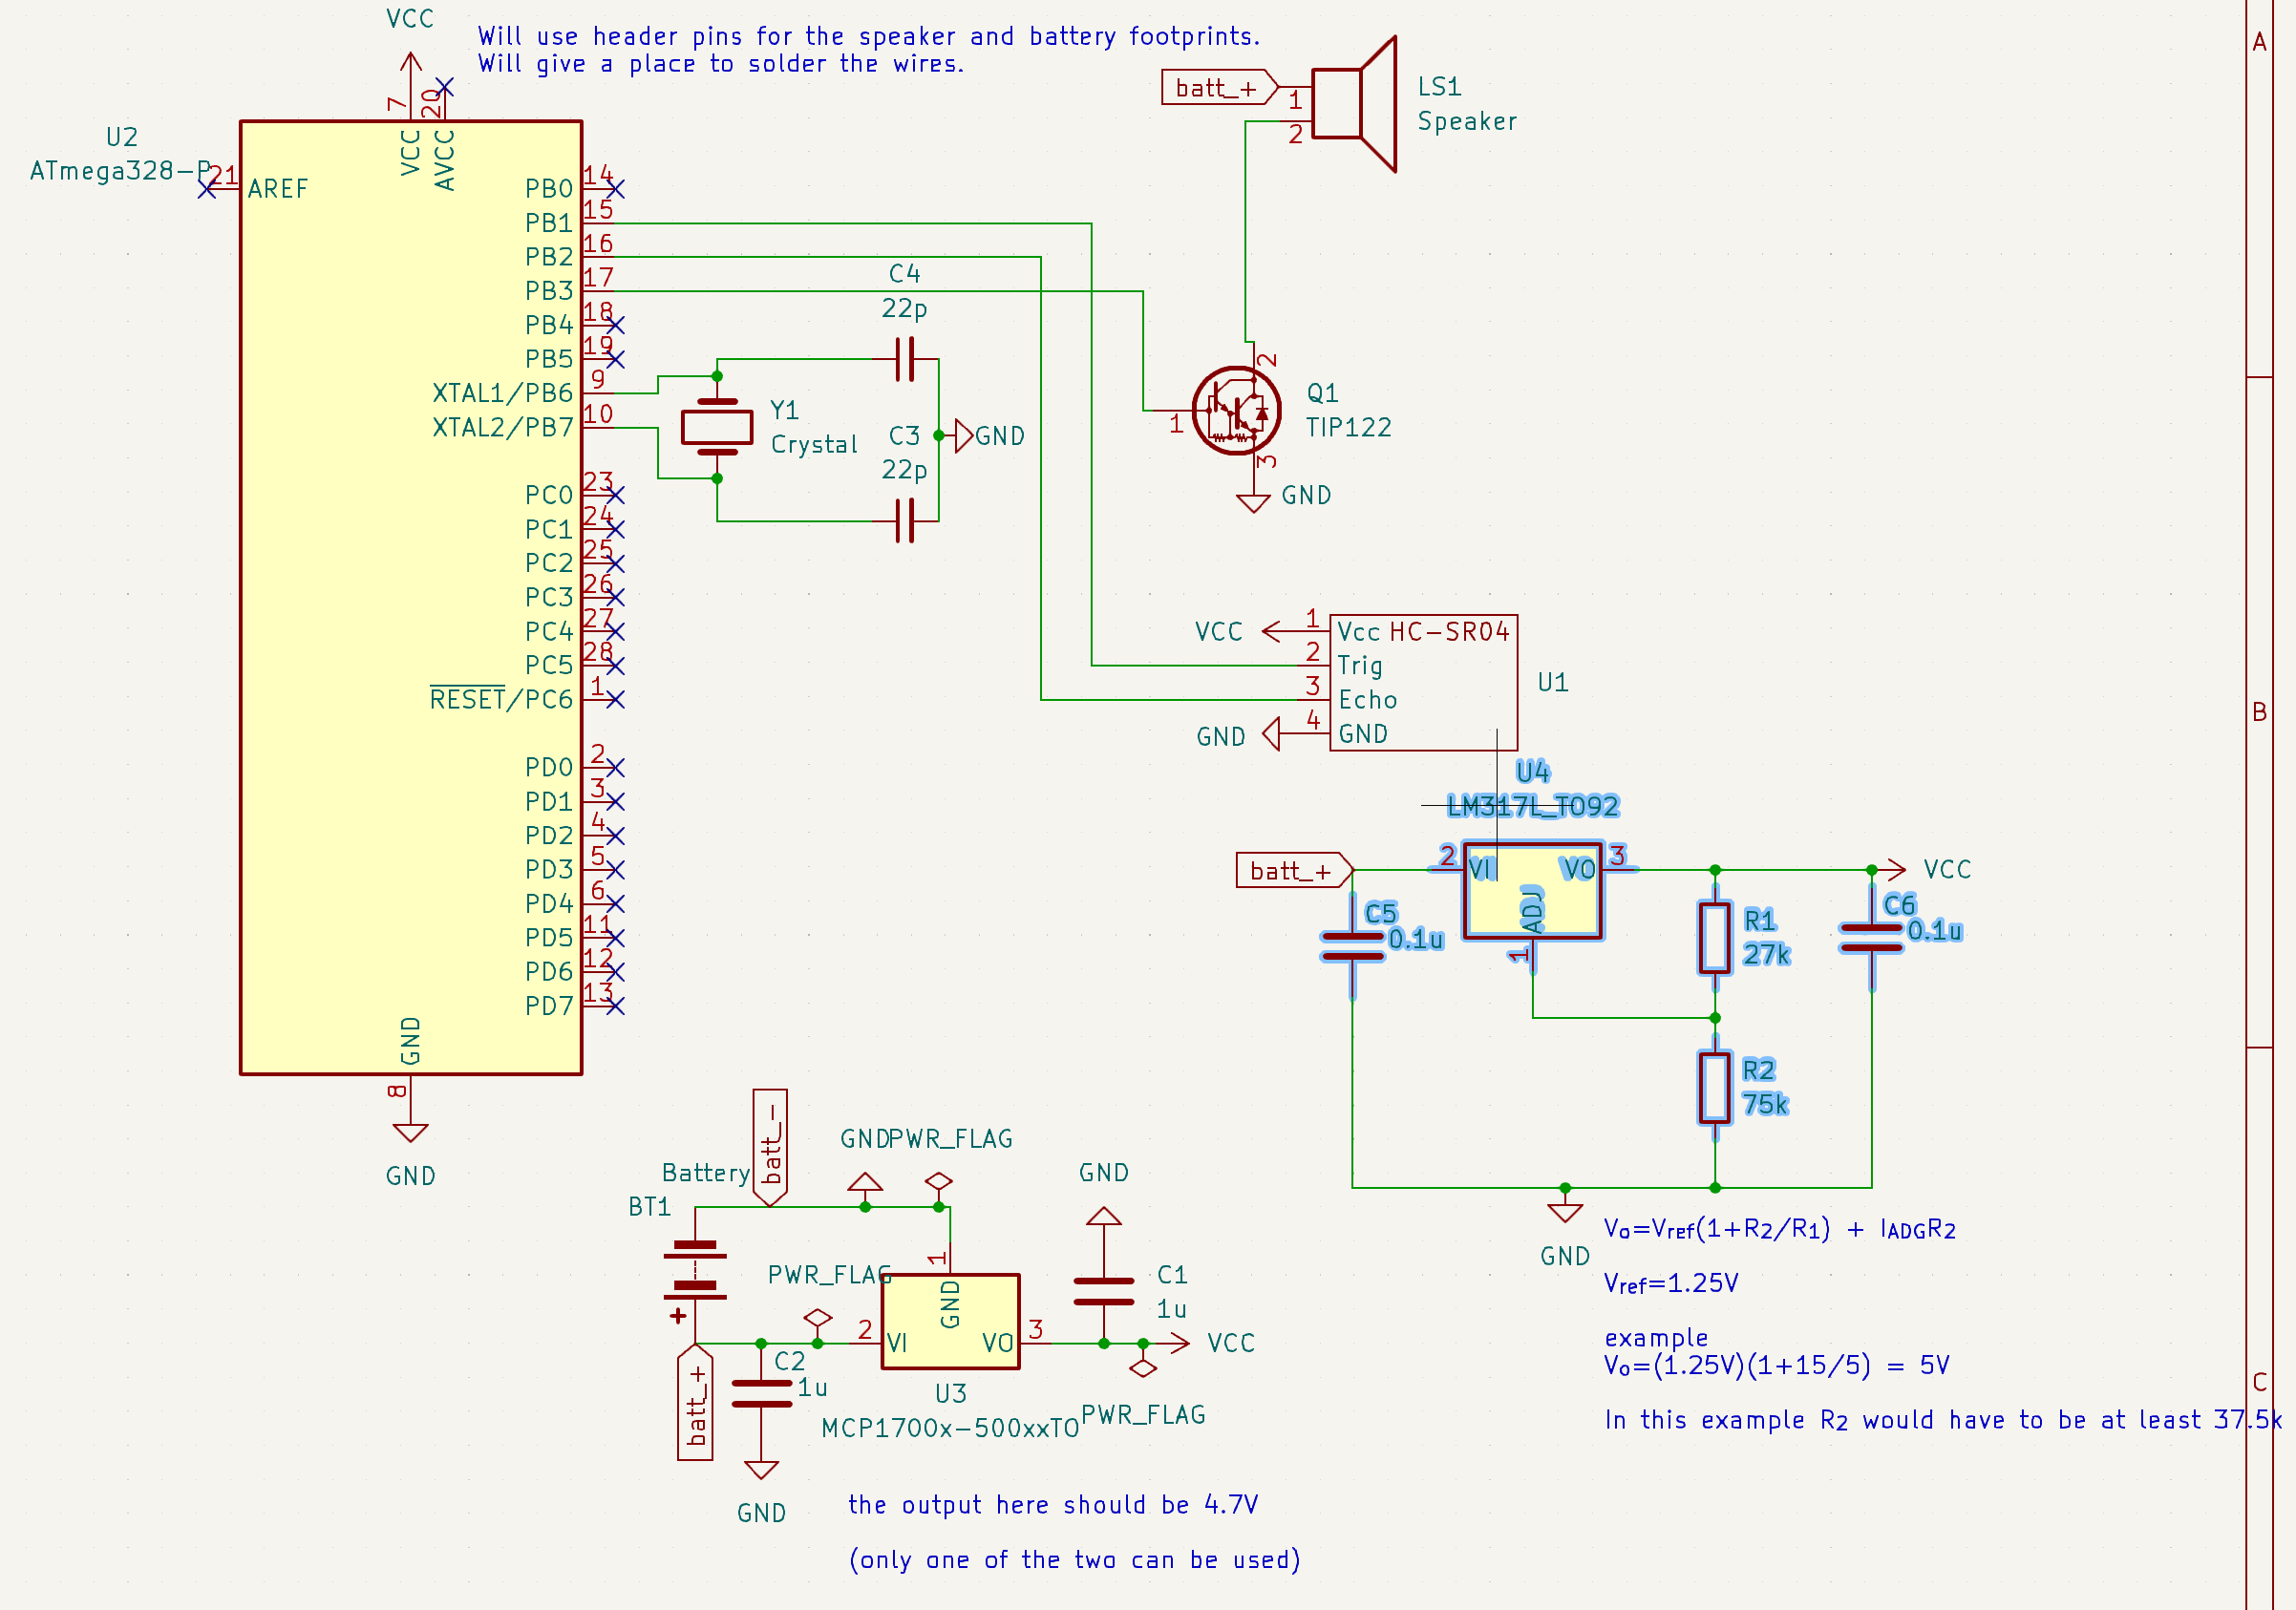 VCC
Will use header pins for the speaker and battery footprints.
Will give a place to solder the wires.
A
batt_+
1
2
LS1
Speaker
U2
ATmega328-P
7
20
VCC
AVCC
21
AREF
PB0
14
PB1
15
PB2
16
PB3
17
PB4
18
PB5
19
XTAL1/PB6
9
XTAL2/PB7
10
PC0
23
PC1
24
PC2
25
PC3
26
PC4
27
PC5
28
RESET/PC6
1
PD0
2
PD1
3
PD2
4
PD3
5
PD4
6
PD5
11
PD6
12
PD7
13
GND
8
GND
C4
22p
Y1
Crystal
C3
22p
GND
2
1
3
Q1
TIP122
GND
VCC
1
Vcc
HC-SR04
2
Trig
3
Echo
GND
4
GND
U1
B
U4
LM317L_TO92
batt_+
2
VI
VO
3
ADJ
1
VCC
C5
0.1u
R1
27k
C6
0.1u
R2
75k
GND
Vo=Vref(1+R2/R1) + IADGR2
Vref=1.25V
example
Vo=(1.25V)(1+15/5) = 5V
In this example R2 would have to be at least 37.5k
C
batt_-
GND
PWR_FLAG
Battery
BT1
GND
1
PWR_FLAG
GND
C1
1u
+
2
VI
VO
3
VCC
C2
1u
U3
MCP1700x-500xxTO
PWR_FLAG
batt_+
GND
the output here should be 4.7V
(only one of the two can be used)